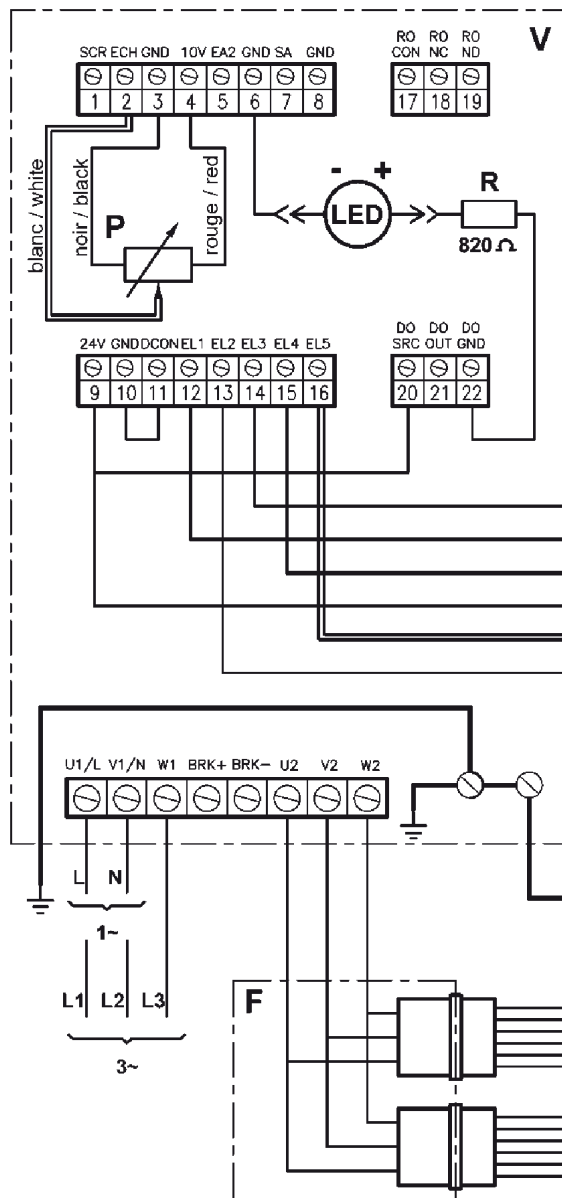 V
SCR ECH GND 10V EA2 GND SA GND
1 2 3 4 5 6 7 8
RO CON RO NC RO ND
17 18 19
blanc / white
noir / black
rouge / red
P
- +
LED
R
820 Ω
24V GND DCON EL1 EL2 EL3 EL4 EL5
9 10 11 12 13 14 15 16
DO SRC DO OUT DO GND
20 21 22
U1/L V1/N W1 BRK+ BRK- U2 V2 W2
L N
1~
L1 L2 L3
3~
F